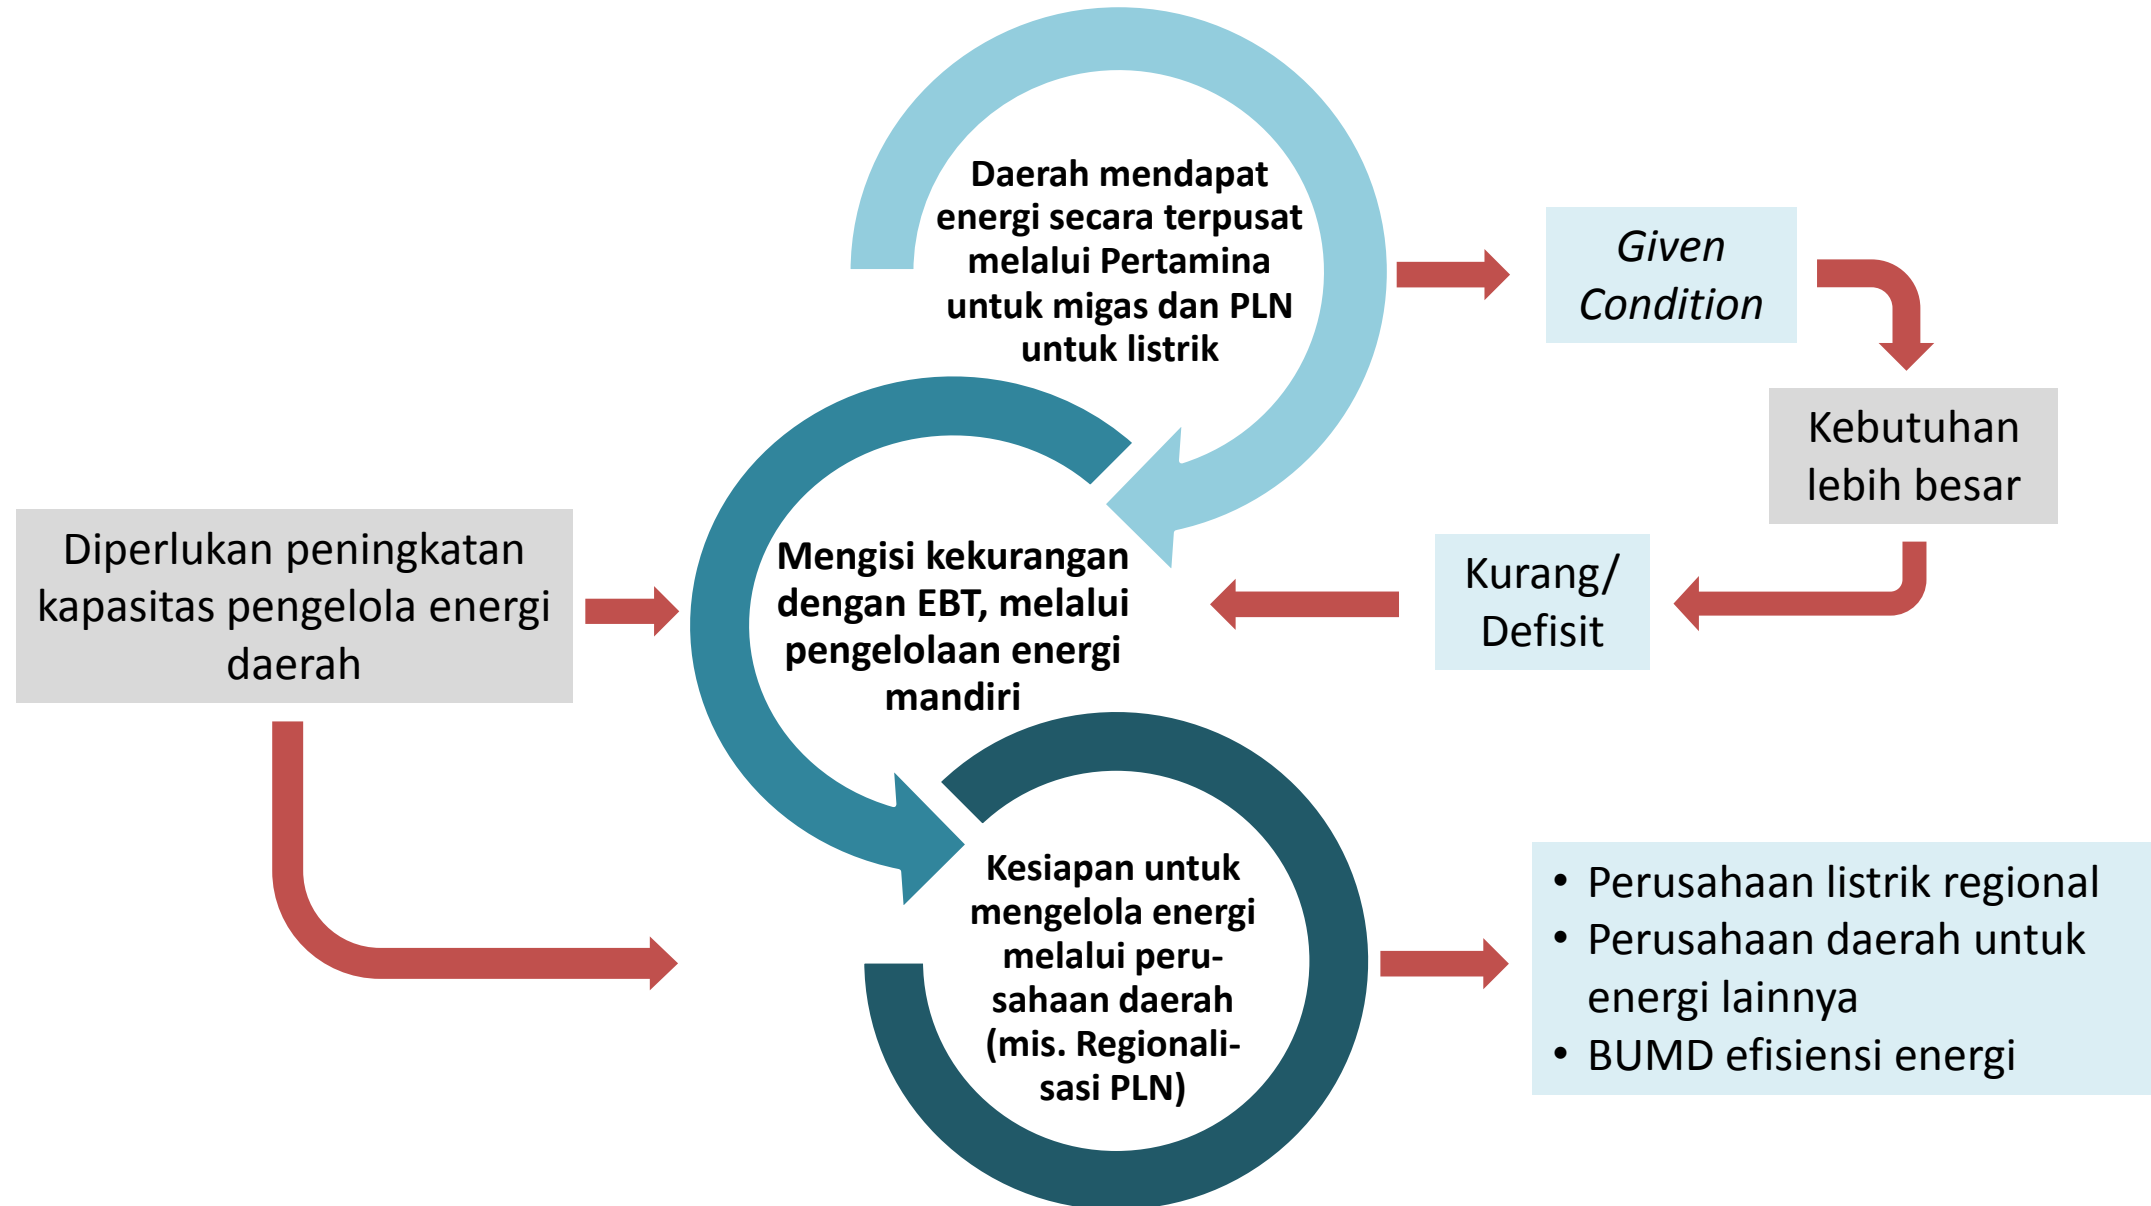 Daerah mendapat
energi secara terpusat
melalui Pertamina
untuk migas dan PLN
untuk listrik
Given
Condition
Kebutuhan
lebih besar
Kurang/
Defisit
Mengisi kekurangan
dengan EBT, melalui
pengelolaan energi
mandiri
Diperlukan peningkatan
kapasitas pengelola energi
daerah
Kesiapan untuk
mengelola energi
melalui peru-
sahaan daerah
(mis. Regionali-
sasi PLN)
• Perusahaan listrik regional
• Perusahaan daerah untuk
energi lainnya
• BUMD efisiensi energi